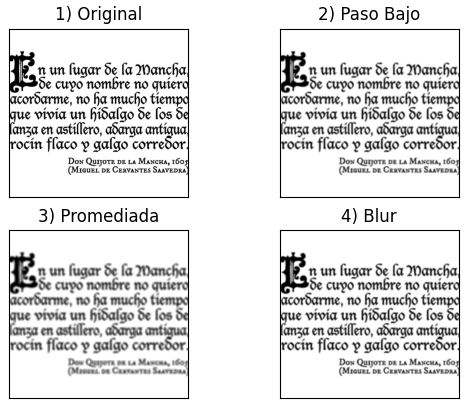 1) Original
En un lugar de la Mancha,
de cuyo nombre no quiero
acordarme, no ha mucho tiempo
que vivía un hidalgo de los de
lanza en astillero, adarga antigua,
rocín flaco y galgo corredor.
Don Quijote de la Mancha, 1605
(Miguel de Cervantes Saavedra)
2) Paso Bajo
En un lugar de la Mancha,
de cuyo nombre no quiero
acordarme, no ha mucho tiempo
que vivía un hidalgo de los de
lanza en astillero, adarga antigua,
rocín flaco y galgo corredor.
Don Quijote de la Mancha, 1605
(Miguel de Cervantes Saavedra)
3) Promediada
En un lugar de la Mancha,
de cuyo nombre no quiero
acordarme, no ha mucho tiempo
que vivía un hidalgo de los de
lanza en astillero, adarga antigua,
rocín flaco y galgo corredor.
Don Quijote de la Mancha, 1605
(Miguel de Cervantes Saavedra)
4) Blur
En un lugar de la Mancha,
de cuyo nombre no quiero
acordarme, no ha mucho tiempo
que vivía un hidalgo de los de
lanza en astillero, adarga antigua,
rocín flaco y galgo corredor.
Don Quijote de la Mancha, 1605
(Miguel de Cervantes Saavedra)